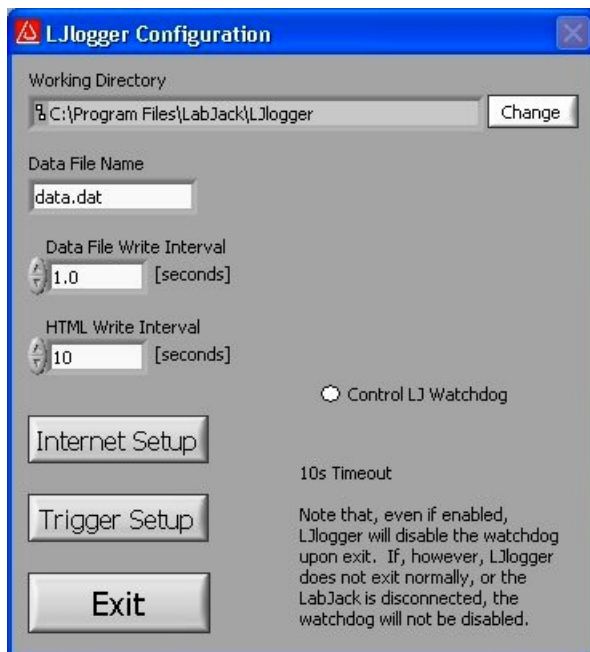 LJlogger Configuration
Working Directory
C:\Program Files\LabJack\LJlogger
Change
Data File Name
data.dat
Data File Write Interval
1.0 [seconds]
HTML Write Interval
10 [seconds]
Control LJ Watchdog
Internet Setup
10s Timeout
Trigger Setup
Note that, even if enabled,
LJlogger will disable the watchdog
upon exit. If, however, LJlogger
does not exit normally, or the
LabJack is disconnected, the
watchdog will not be disabled.
Exit